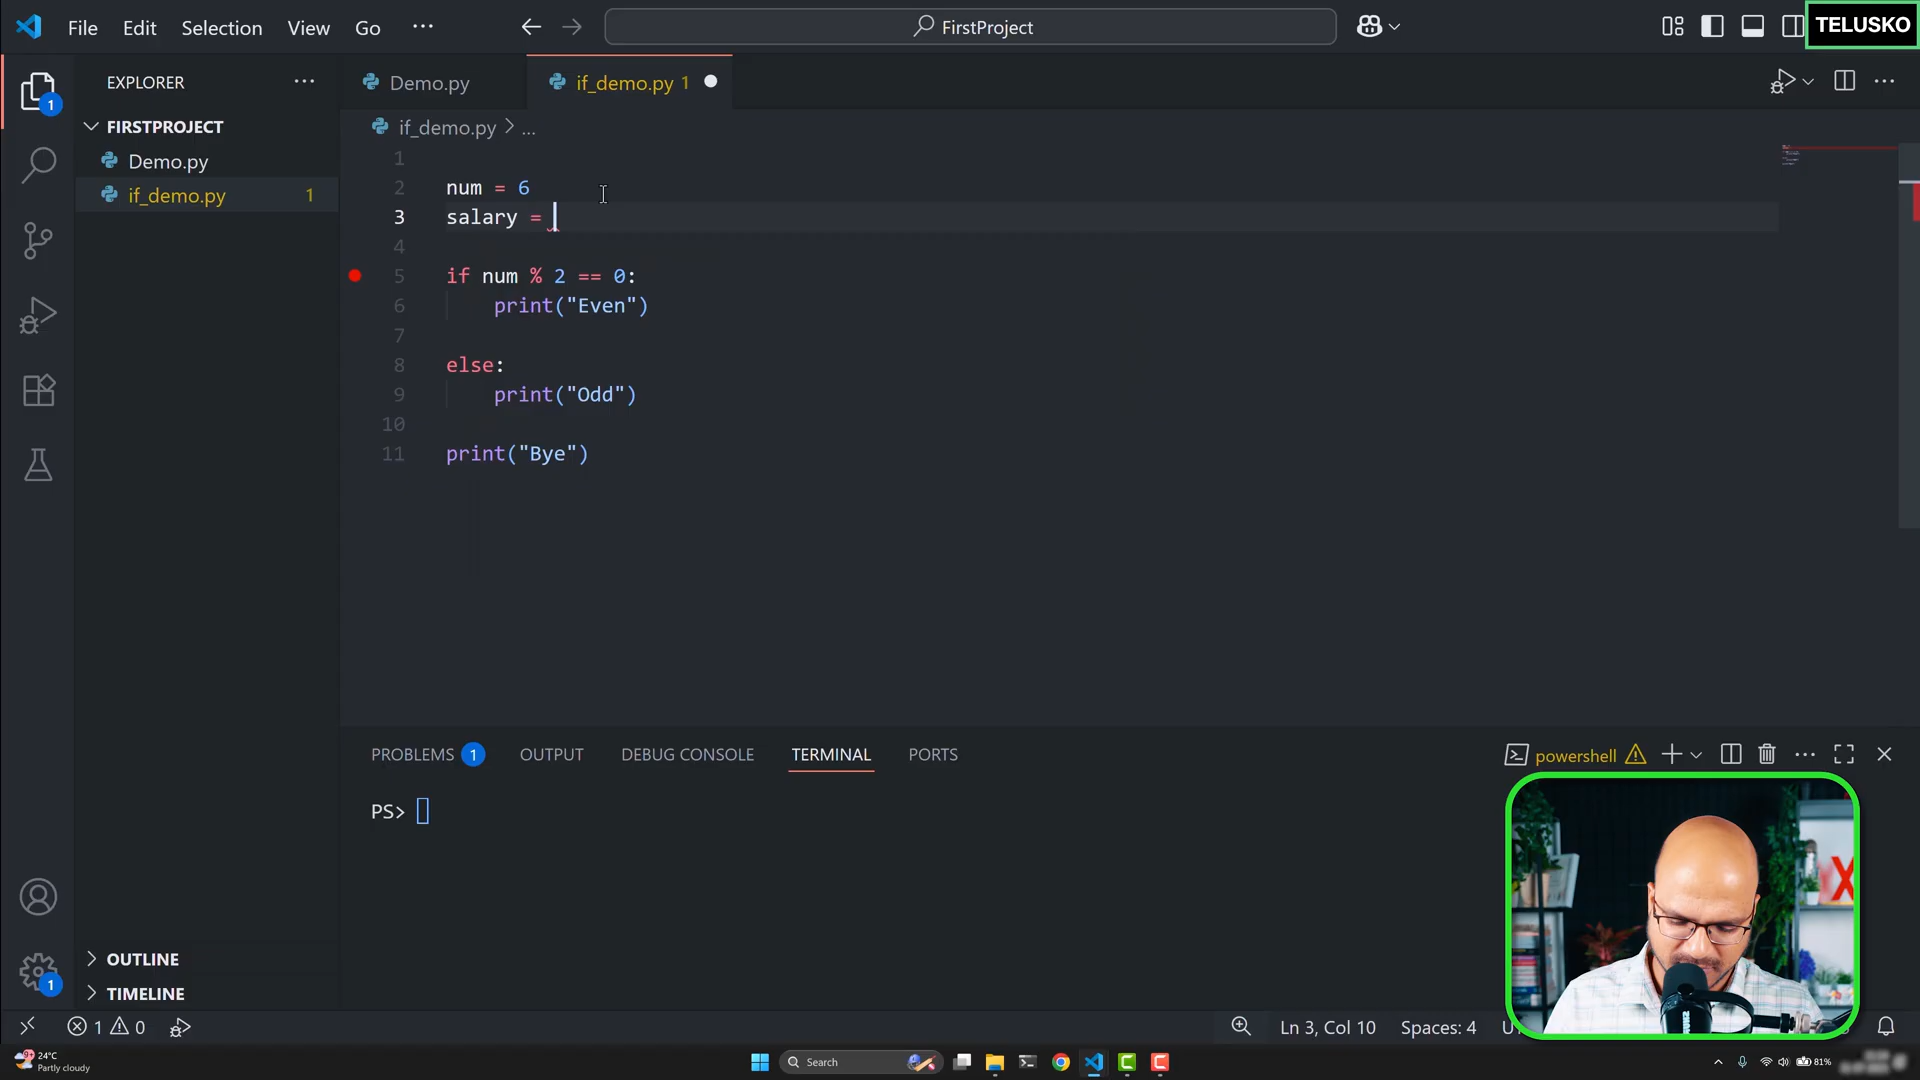 File Edit Selection View Go ···
FirstProject
TELUSKO
EXPLORER ···
Demo.py
if_demo.py 1
FIRSTPROJECT
Demo.py
if_demo.py 1
if_demo.py > ...
1
2 num = 6
3 salary =
4
5 if num % 2 == 0:
6 print("Even")
7
8 else:
9 print("Odd")
10
11 print("Bye")
PROBLEMS 1 OUTPUT DEBUG CONSOLE TERMINAL PORTS
powershell
PS>
OUTLINE
TIMELINE
1
1
1 0
Ln 3, Col 10 Spaces: 4
24°C
Partly cloudy
Search
81%